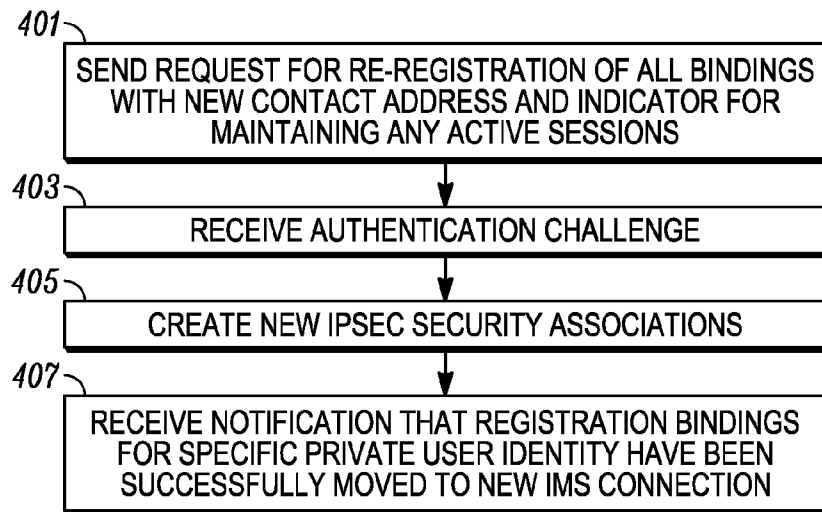 401
SEND REQUEST FOR RE-REGISTRATION OF ALL BINDINGS
WITH NEW CONTACT ADDRESS AND INDICATOR FOR
MAINTAINING ANY ACTIVE SESSIONS
403
RECEIVE AUTHENTICATION CHALLENGE
405
CREATE NEW IPSEC SECURITY ASSOCIATIONS
407
RECEIVE NOTIFICATION THAT REGISTRATION BINDINGS
FOR SPECIFIC PRIVATE USER IDENTITY HAVE BEEN
SUCCESSFULLY MOVED TO NEW IMS CONNECTION